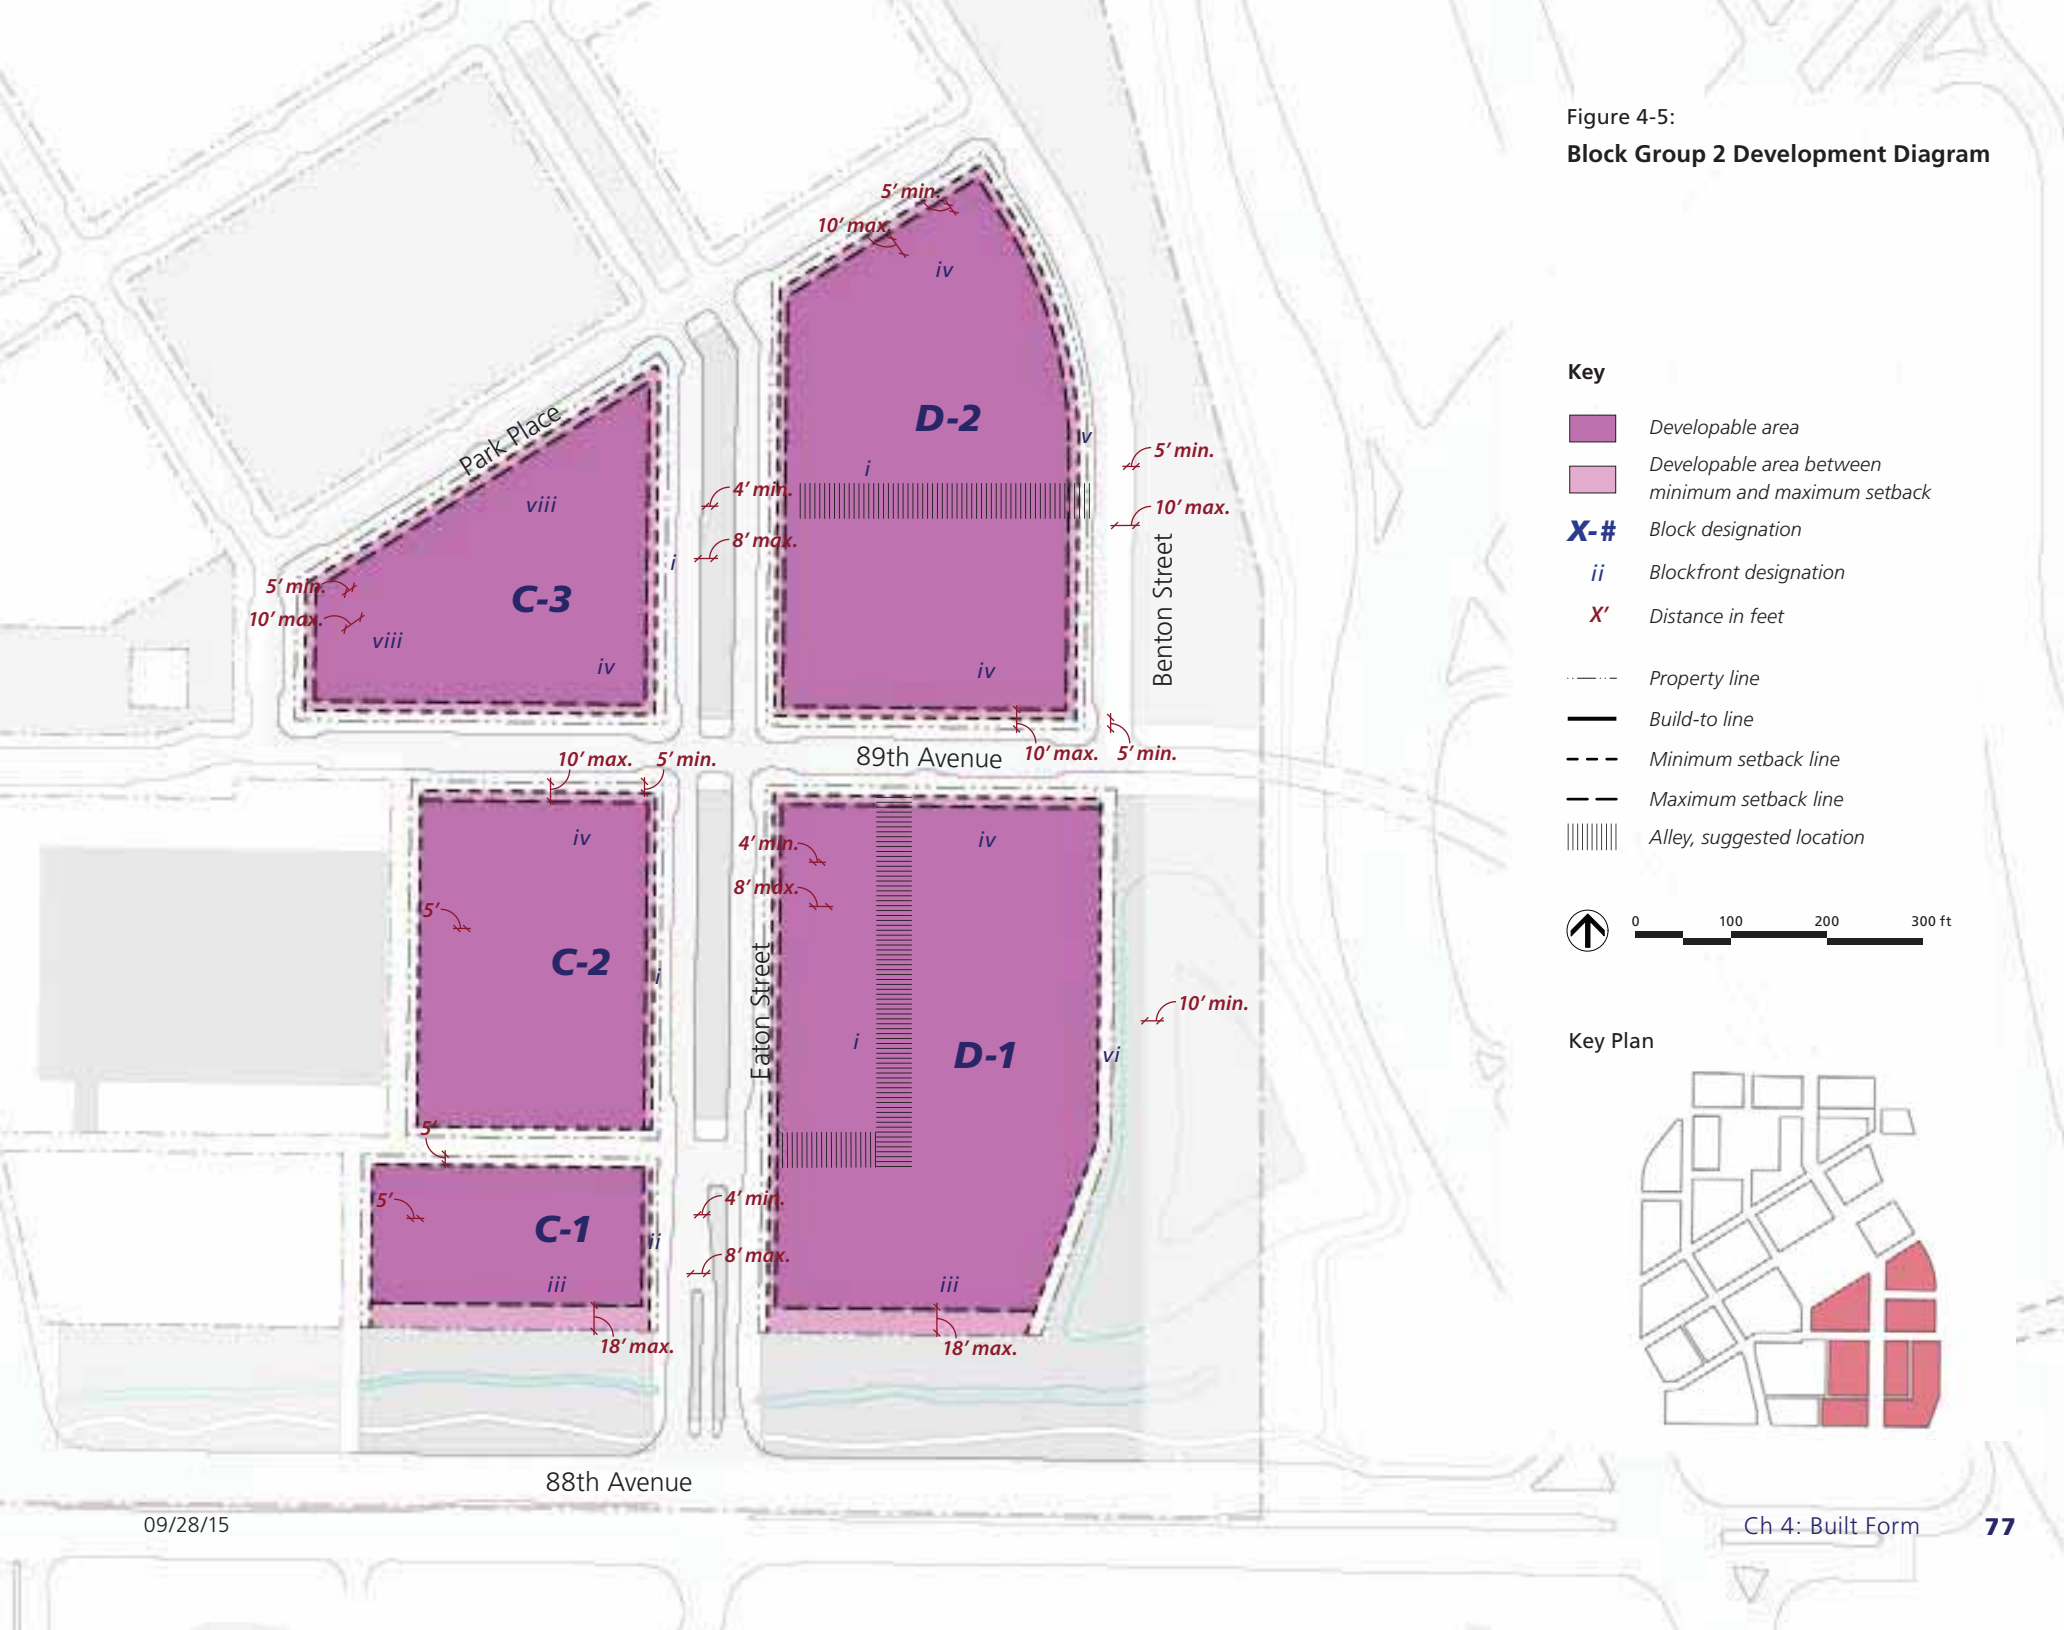 Figure 4-5:
Block Group 2 Development Diagram
5′ min.
10′ max.
iv
D-2
i
v
5′ min.
10′ max.
4′ min.
8′ max.
Benton Street
iv
10′ max.
5′ min.
Park Place
viii
C-3
i
5′ min.
10′ max.
viii
iv
89th Avenue
10′ max.
5′ min.
iv
5′
C-2
i
5′
4′ min.
8′ max.
iv
Eaton Street
i
D-1
vi
10′ min.
5′
C-1
ii
iii
18′ max.
4′ min.
8′ max.
iii
18′ max.
88th Avenue
Key
Developable area
Developable area between
minimum and maximum setback
X-# Block designation
ii Blockfront designation
X′ Distance in feet
Property line
Build-to line
Minimum setback line
Maximum setback line
Alley, suggested location
0 100 200 300 ft
Key Plan
09/28/15
Ch 4: Built Form 77